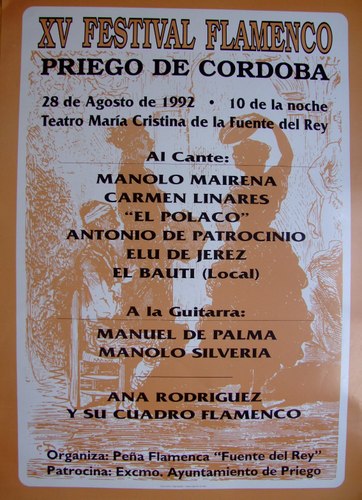 XV FESTIVAL FLAMENCO
PRIEGO DE CORDOBA
28 de Agosto de 1992 • 10 de la noche
Teatro María Cristina de la Fuente del Rey
Al Cante:
MANOLO MAIRENA
CARMEN LINARES
"EL POLACO"
ANTONIO DE PATROCINIO
ELU DE JEREZ
EL BAUTI (Local)
A la Guitarra:
MANUEL DE PALMA
MANOLO SILVERIA
ANA RODRIGUEZ
Y SU CUADRO FLAMENCO
Organiza: Peña Flamenca "Fuente del Rey"
Patrocina: Excmo. Ayuntamiento de Priego